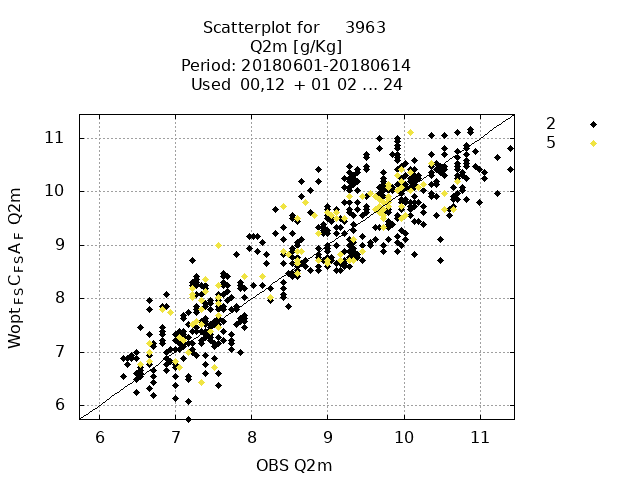 Scatterplot for 3963
Q2m [g/Kg]
Period: 20180601-20180614
Used 00,12 + 01 02 ... 24
2
5
11
10
9
8
7
6
Wopt FS C FS A F Q2m
6 7 8 9 10 11
OBS Q2m